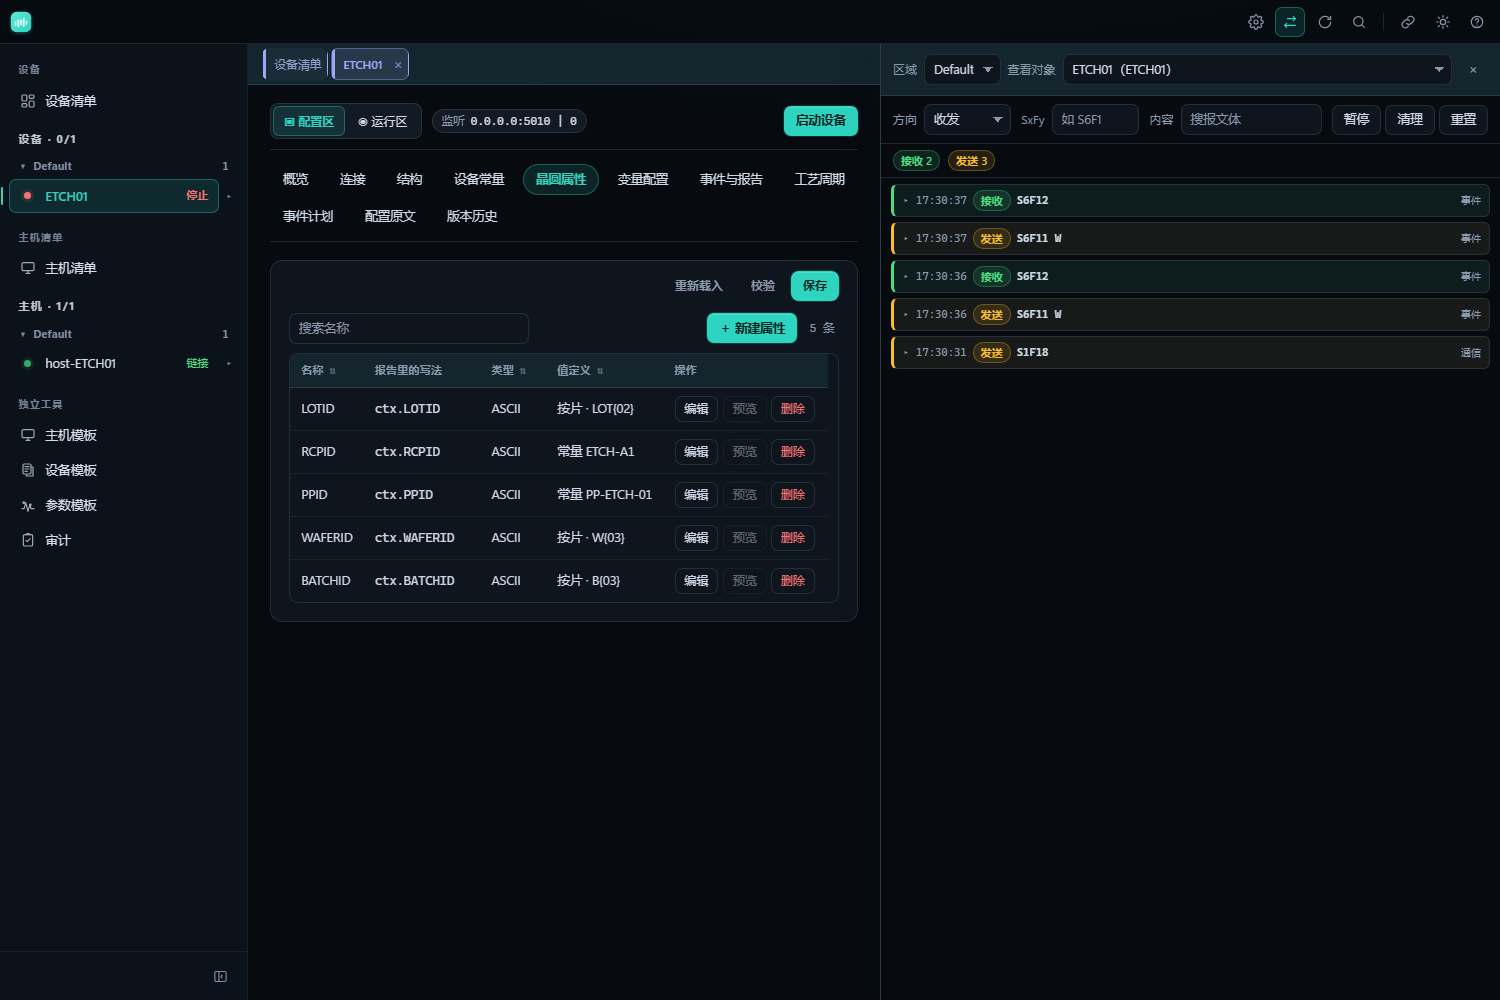 设备
设备清单
设备 · 0/1
Default 1
ETCH01 停止
主机清单
主机清单
主机 · 1/1
Default 1
host-ETCH01 链接
独立工具
主机模板
设备模板
参数模板
审计
设备清单 ETCH01 ×
配置区 运行区 监听 0.0.0.0:5010 | 0 启动设备
概览 连接 结构 设备常量 晶圆属性 变量配置 事件与报告 工艺周期
事件计划 配置原文 版本历史
重新载入 校验 保存
搜索名称 + 新建属性 5 条
名称 报告里的写法 类型 值定义 操作
LOTID ctx.LOTID ASCII 按片 · LOT{02} 编辑 预览 删除
RCPID ctx.RCPID ASCII 常量 ETCH-A1 编辑 预览 删除
PPID ctx.PPID ASCII 常量 PP-ETCH-01 编辑 预览 删除
WAFERID ctx.WAFERID ASCII 按片 · W{03} 编辑 预览 删除
BATCHID ctx.BATCHID ASCII 按片 · B{03} 编辑 预览 删除
区域 Default 查看对象 ETCH01 (ETCH01) ×
方向 收发 SxFy 如 S6F1 内容 搜报文体 暂停 清理 重置
接收 2 发送 3
17:30:37 接收 S6F12 事件
17:30:37 发送 S6F11 W 事件
17:30:36 接收 S6F12 事件
17:30:36 发送 S6F11 W 事件
17:30:31 发送 S1F18 通信